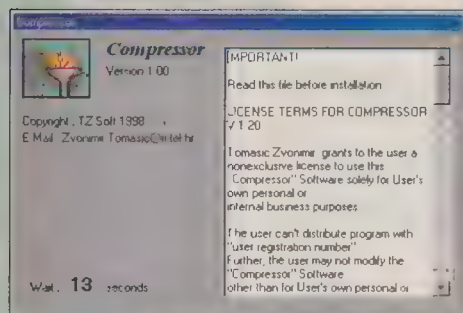 Compressor
Compressor
Version 1.00
Copyright , TZ Soft 1998
E Mail Zvonimir
Wait . 13 seconds
IMPORTANT!
Read this file before installation
LICENSE TERMS FOR COMPRESSOR
V 1.20
Tomasic Zvonimir grants to the user a
nonexclusive license to use this
"Compressor" Software solely for User's
own personal or
internal business purposes
The user can't distribute program with
"user registration number"
Further, the user may not modify the
"Compressor" Software
other than for User's own personal or